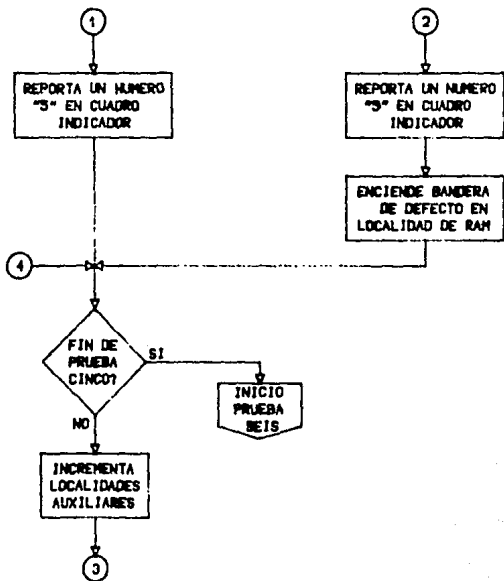 1
REPORTA UN NUMERO
"5" EN CUADRO
INDICADOR
2
REPORTA UN NUMERO
"5" EN CUADRO
INDICADOR
ENCIENDE BANDERA
DE DEFECTO EN
LOCALIDAD DE RAM
4
FIN DE
PRUEBA
CINCO?
SI
INICIO
PRUEBA
SEIS
NO
INCREMENTA
LOCALIDADES
AUXILIARES
3